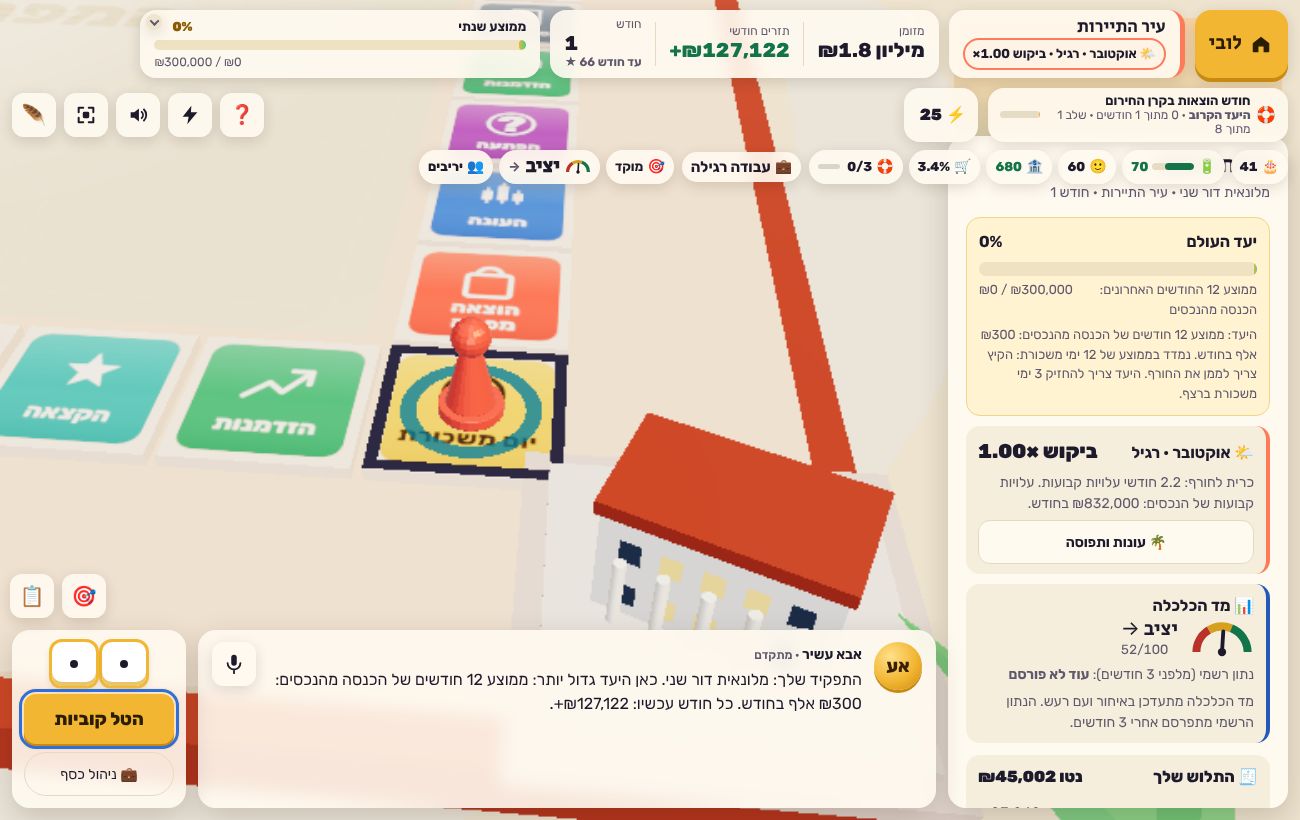 לובי
עיר התיירות
🌤️ אוקטובר · רגיל · ביקוש 1.00×
מזומן
₪1.8 מיליון
תזרים חודשי
+₪127,122
חודש
1
עד חודש 66 ★
ממוצע שנתי
0%
₪0 / ₪300,000
חודש הוצאות בקרן החירום
היעד הקרוב · 0 מתוך 1 חודשים · שלב 1
מתוך 8
⚡ 25
❓
🎂 41
🔋 70
🙂 60
🏦 680
🛒 3.4%
🛟 0/3
💼 עבודה רגילה
🎯 מוקד
יציב →
👥 יריבים
מלונאית דור שני · עיר התיירות · חודש 1
יעד העולם
0%
ממוצע 12 החודשים האחרונים:
הכנסה מהנכסים
₪0 / ₪300,000
היעד: ממוצע 12 חודשים של הכנסה מהנכסים: ₪300
אלף בחודש. נמדד בממוצע של 12 ימי משכורת: הקיץ
צריך לממן את החורף. היעד צריך להחזיק 3 ימי
משכורת ברצף.
🌤️ אוקטובר · רגיל
ביקוש ×1.00
כרית לחורף: 2.2 חודשי עלויות קבועות. עלויות
קבועות של הנכסים: ₪832,000 בחודש.
🌴 עונות ותפוסה
📊 מד הכלכלה
יציב →
52/100
נתון רשמי (מלפני 3 חודשים): עוד לא פורסם
מד הכלכלה מתעדכן באיחור ועם רעש. הנתון
הרשמי מתפרסם אחרי 3 חודשים.
🧾 התלוש שלך
נטו ₪45,002
הזדמנות
הפתעה
השכונה
הוצאה
יום משכורת
הזדמנות
הקצאה
אע
אבא עשיר · מתקדם
התפקיד שלך: מלונאית דור שני. כאן היעד גדול יותר: ממוצע 12 חודשים של הכנסה מהנכסים:
₪300 אלף בחודש. כל חודש עכשיו: ₪127,122+.
הטל קוביות
💼 ניהול כסף